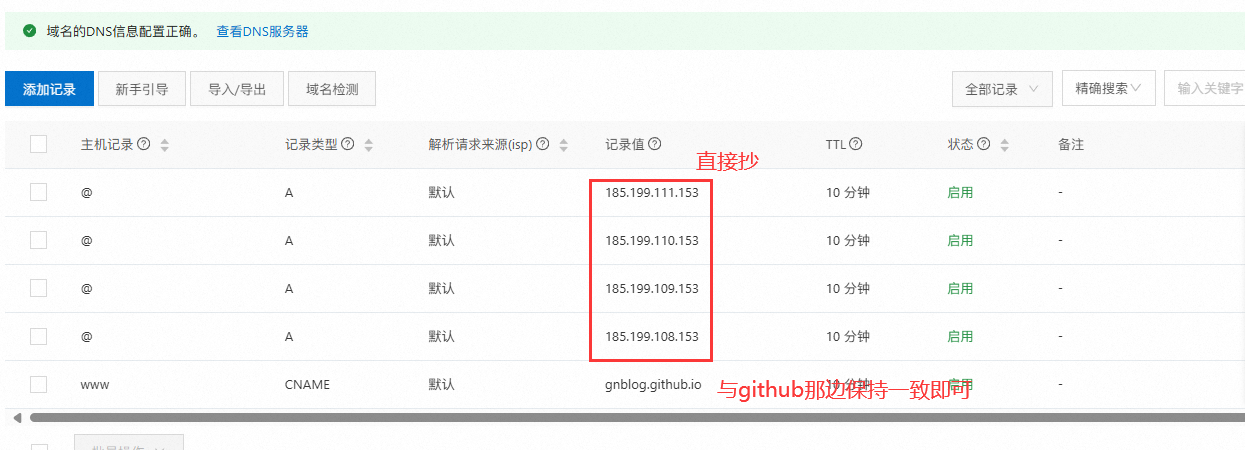 域名的DNS信息配置正确。 查看DNS服务器
添加记录 新手引导 导入/导出 域名检测 全部记录 精确搜索 输入关键字
主机记录 记录类型 解析请求来源(isp) 记录值 TTL 状态 备注
直接抄
@ A 默认 185.199.111.153 10 分钟 启用 -
@ A 默认 185.199.110.153 10 分钟 启用 -
@ A 默认 185.199.109.153 10 分钟 启用 -
@ A 默认 185.199.108.153 10 分钟 启用 -
www CNAME 默认 gnblog.github.io 10 分钟 启用 -
与github那边保持一致即可